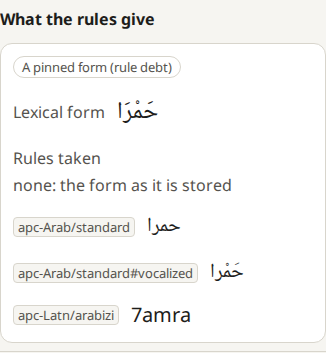 What the rules give
A pinned form (rule debt)
Lexical form حَمْرَا
Rules taken
none: the form as it is stored
apc-Arab/standard حمرا
apc-Arab/standard#vocalized حَمْرا
apc-Latn/arabizi 7amra